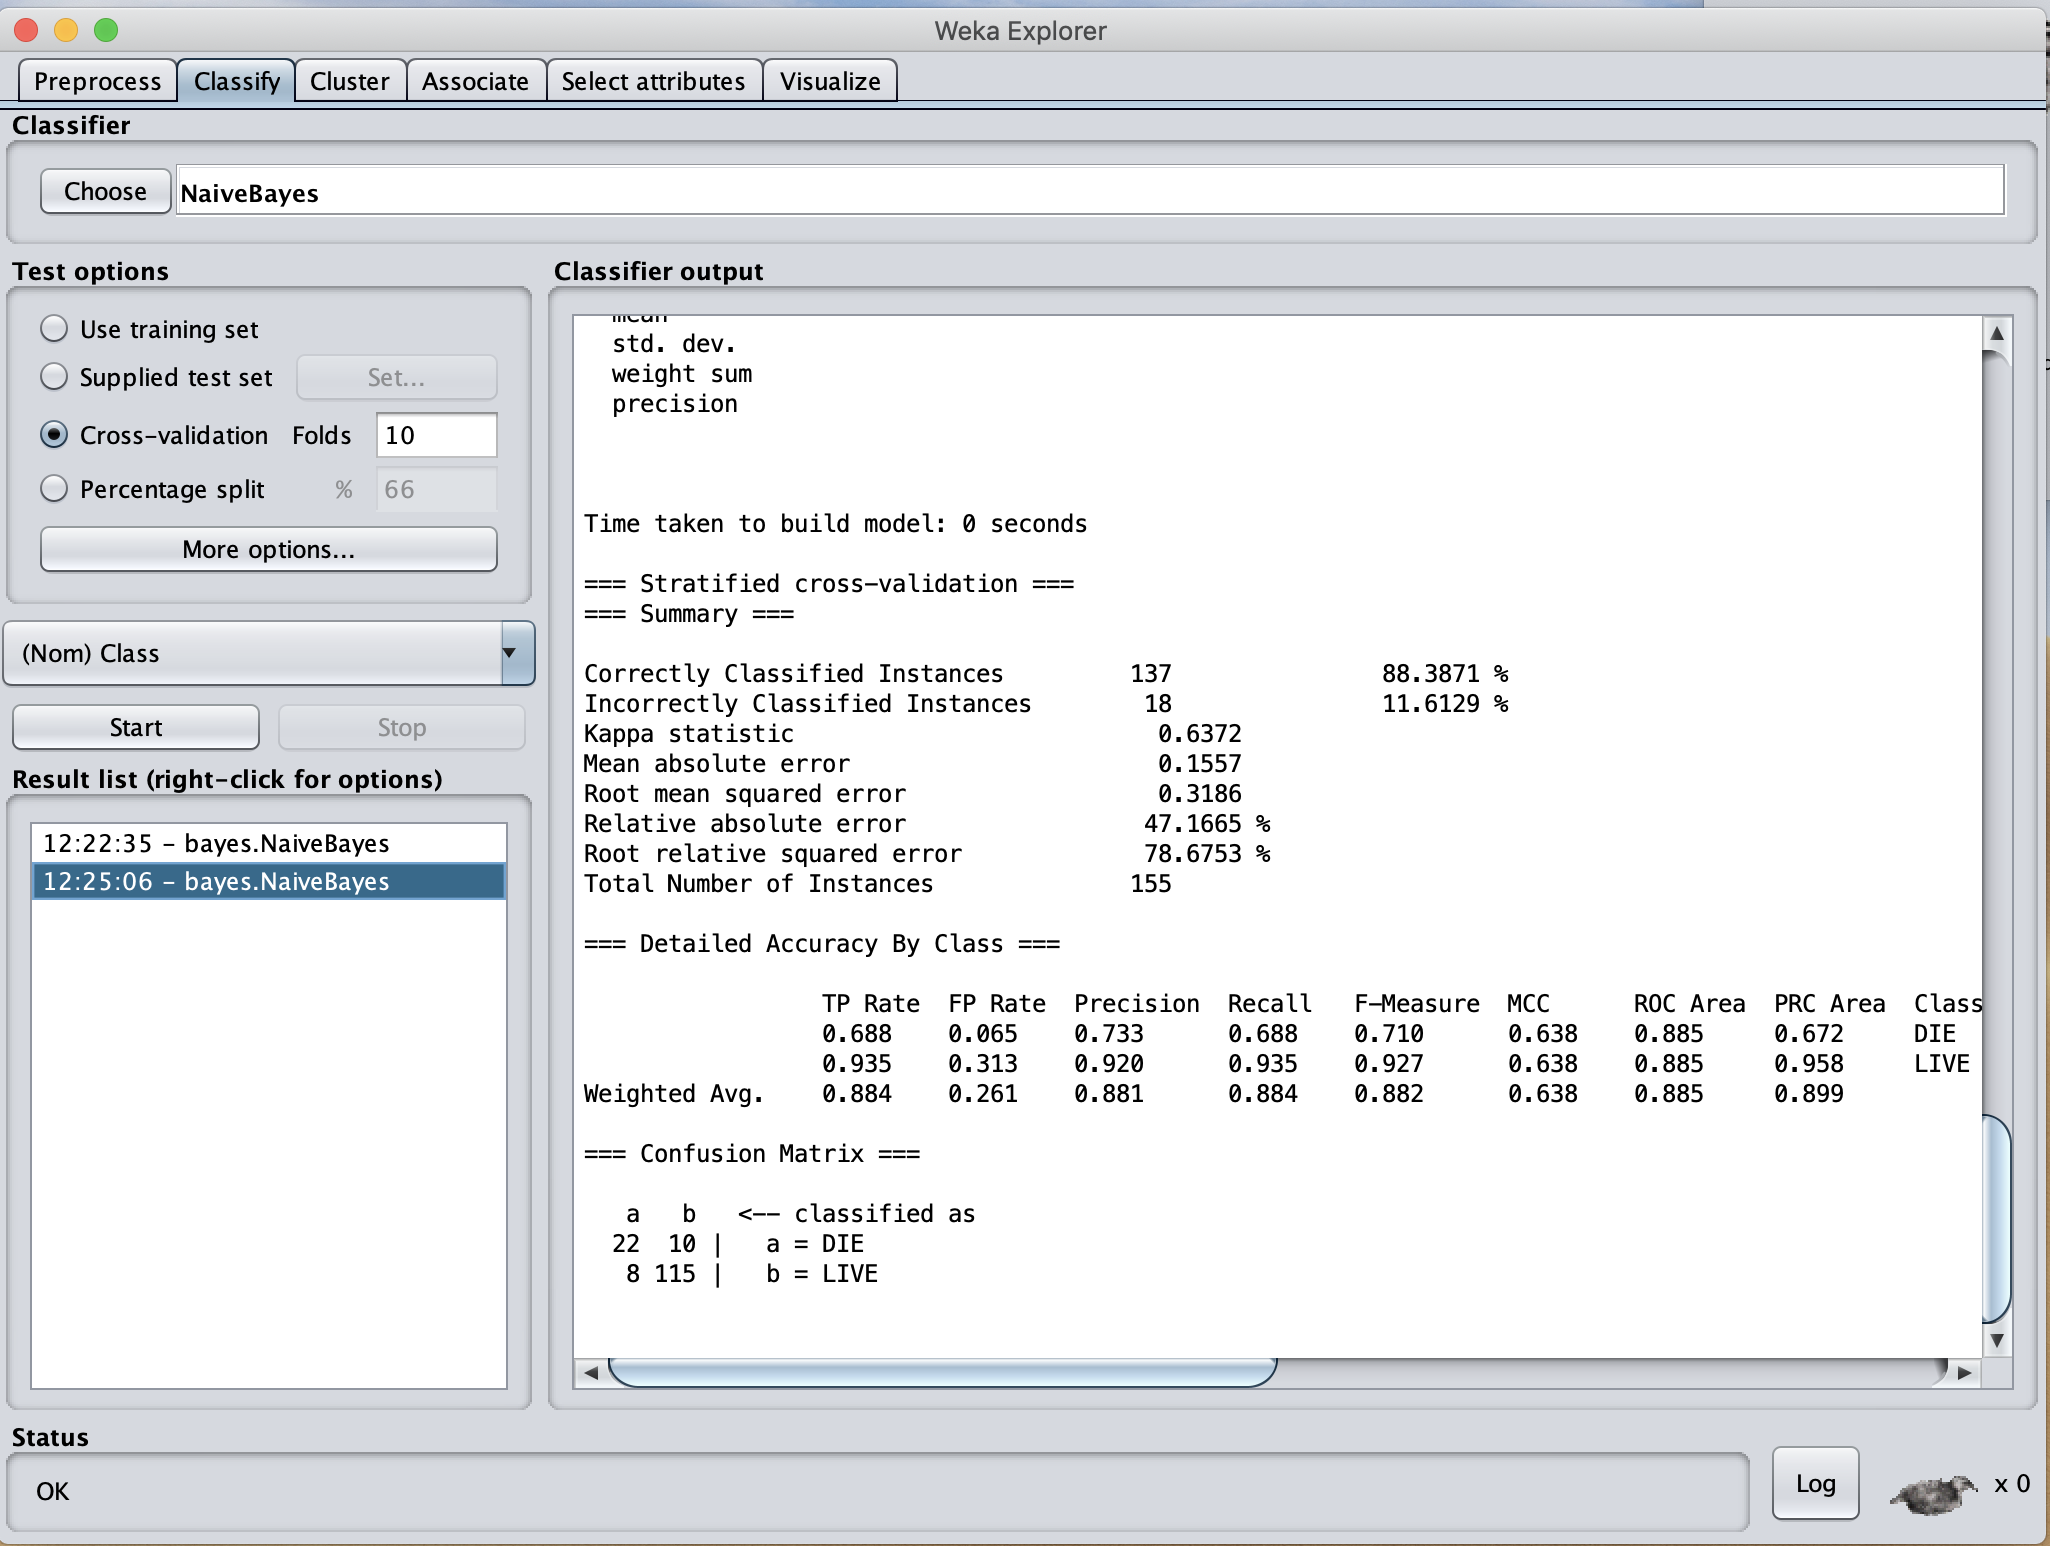 Weka Explorer
Preprocess Classify Cluster Associate Select attributes Visualize
Classifier
Choose NaiveBayes
Test options
Use training set
Supplied test set Set...
Cross-validation Folds 10
Percentage split % 66
More options...
(Nom) Class
Start Stop
Result list (right-click for options)
12:22:35 - bayes.NaiveBayes
12:25:06 - bayes.NaiveBayes
Classifier output
mean
std. dev.
weight sum
precision
Time taken to build model: 0 seconds
=== Stratified cross-validation ===
=== Summary ===
Correctly Classified Instances 137 88.3871 %
Incorrectly Classified Instances 18 11.6129 %
Kappa statistic 0.6372
Mean absolute error 0.1557
Root mean squared error 0.3186
Relative absolute error 47.1665 %
Root relative squared error 78.6753 %
Total Number of Instances 155
=== Detailed Accuracy By Class ===
TP Rate FP Rate Precision Recall F-Measure MCC ROC Area PRC Area Class
0.688 0.065 0.733 0.688 0.710 0.638 0.885 0.672 DIE
0.935 0.313 0.920 0.935 0.927 0.638 0.885 0.958 LIVE
Weighted Avg. 0.884 0.261 0.881 0.884 0.882 0.638 0.885 0.899
=== Confusion Matrix ===
a b <-- classified as
22 10 | a = DIE
8 115 | b = LIVE
Status
OK
Log x 0